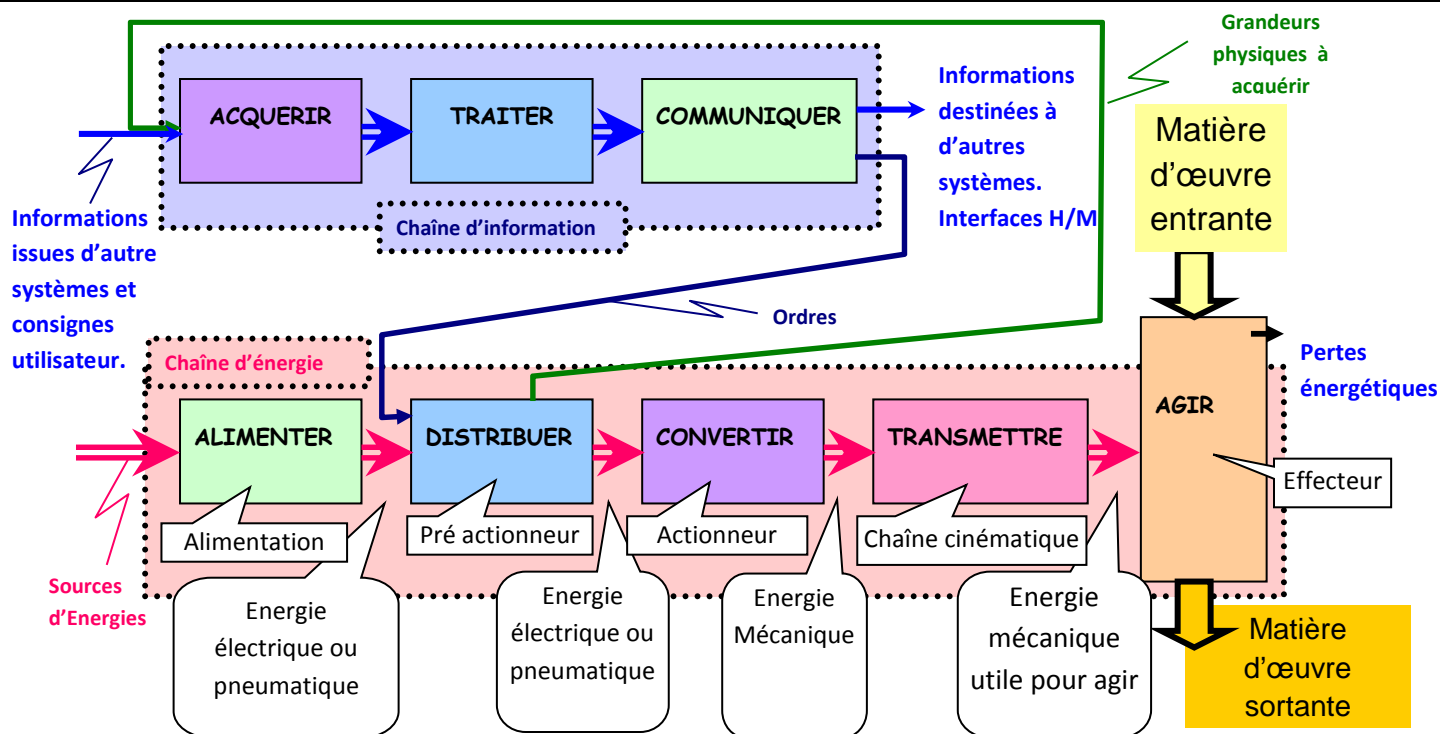 Grandeurs
physiques à
acquérir
ACQUERIR
TRAITER
COMMUNIQUER
Informations
destinées à
d'autres
systèmes.
Interfaces H/M
Matière
d'œuvre
entrante
Informations
issues d'autre
systèmes et
consignes
utilisateur.
Chaîne d'information
Ordres
Chaîne d'énergie
Pertes
énergétiques
ALIMENTER
DISTRIBUER
CONVERTIR
TRANSMETTRE
AGIR
Effecteur
Alimentation
Pré actionneur
Actionneur
Chaîne cinématique
Sources
d'Energies
Energie
électrique ou
pneumatique
Energie
électrique ou
pneumatique
Energie
Mécanique
Energie
mécanique
utile pour agir
Matière
d'œuvre
sortante